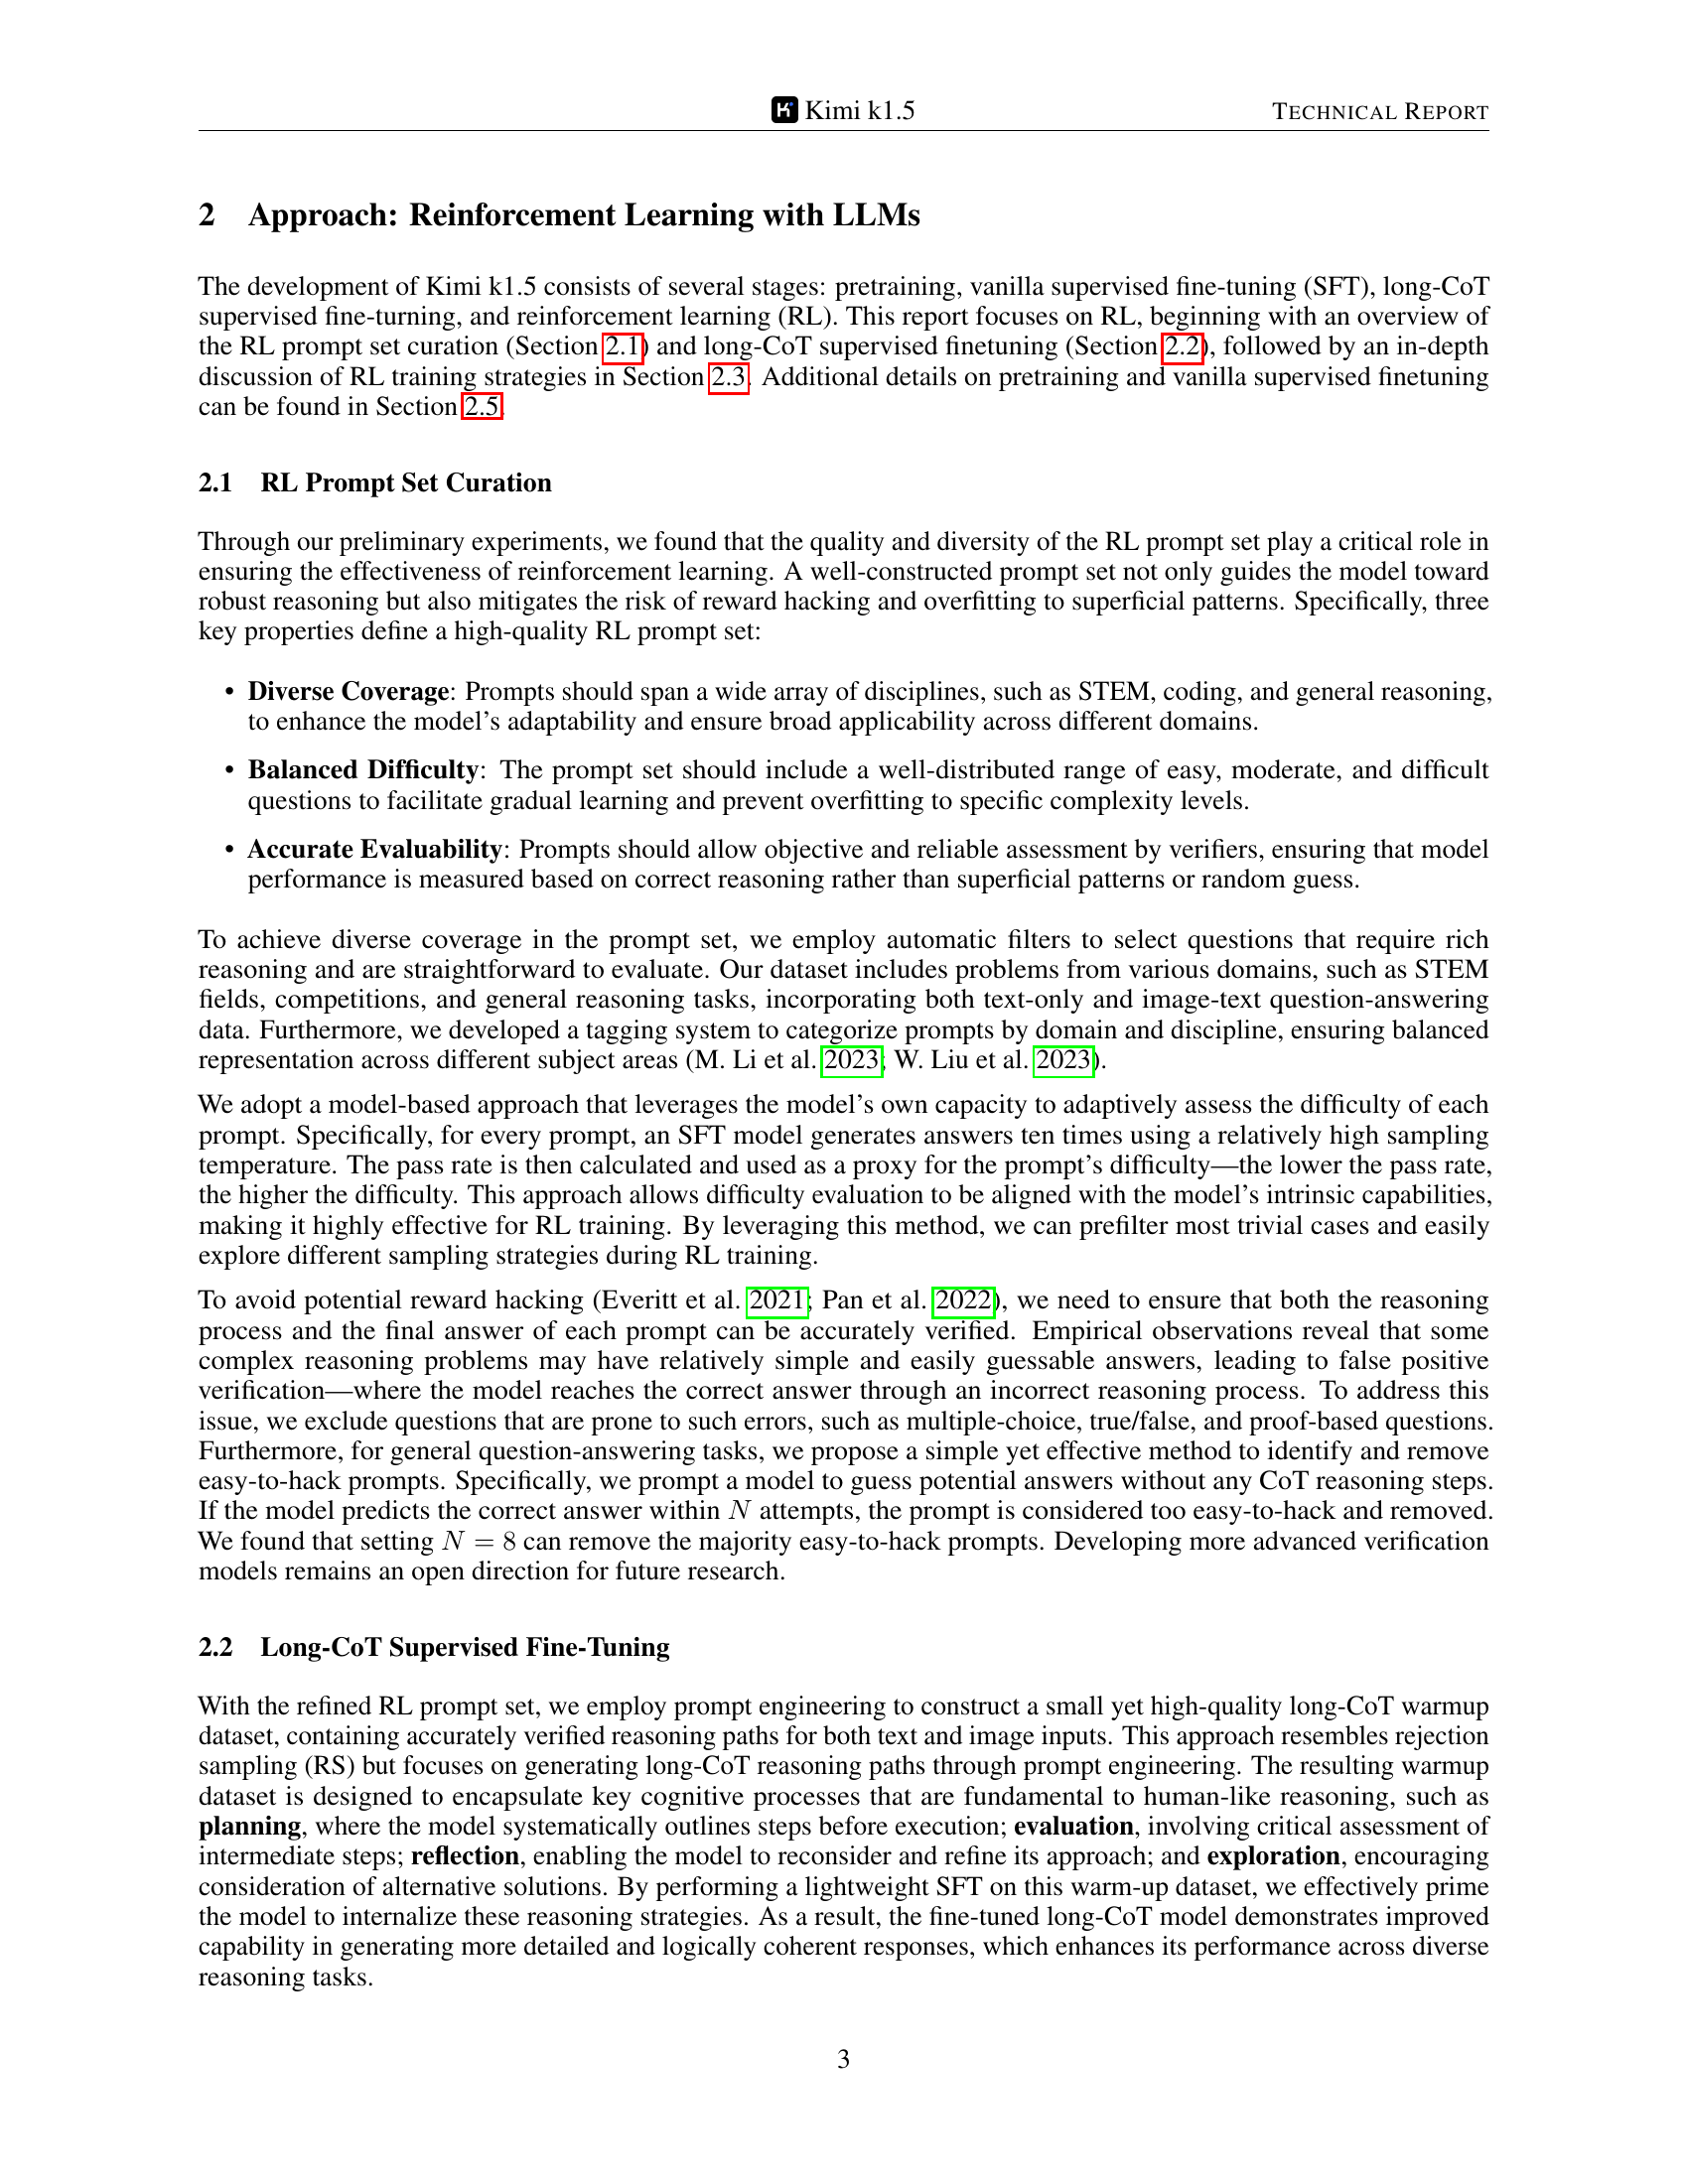 Kimi k1.5
TECHNICAL REPORT
2 Approach: Reinforcement Learning with LLMs
The development of Kimi k1.5 consists of several stages: pretraining, vanilla supervised fine-tuning (SFT), long-CoT
supervised fine-turning, and reinforcement learning (RL). This report focuses on RL, beginning with an overview of
the RL prompt set curation (Section 2.1) and long-CoT supervised finetuning (Section 2.2), followed by an in-depth
discussion of RL training strategies in Section 2.3. Additional details on pretraining and vanilla supervised finetuning
can be found in Section 2.5.
2.1 RL Prompt Set Curation
Through our preliminary experiments, we found that the quality and diversity of the RL prompt set play a critical role in
ensuring the effectiveness of reinforcement learning. A well-constructed prompt set not only guides the model toward
robust reasoning but also mitigates the risk of reward hacking and overfitting to superficial patterns. Specifically, three
key properties define a high-quality RL prompt set:
• Diverse Coverage: Prompts should span a wide array of disciplines, such as STEM, coding, and general reasoning,
to enhance the model's adaptability and ensure broad applicability across different domains.
• Balanced Difficulty: The prompt set should include a well-distributed range of easy, moderate, and difficult
questions to facilitate gradual learning and prevent overfitting to specific complexity levels.
• Accurate Evaluability: Prompts should allow objective and reliable assessment by verifiers, ensuring that model
performance is measured based on correct reasoning rather than superficial patterns or random guess.
To achieve diverse coverage in the prompt set, we employ automatic filters to select questions that require rich
reasoning and are straightforward to evaluate. Our dataset includes problems from various domains, such as STEM
fields, competitions, and general reasoning tasks, incorporating both text-only and image-text question-answering
data. Furthermore, we developed a tagging system to categorize prompts by domain and discipline, ensuring balanced
representation across different subject areas (M. Li et al. 2023; W. Liu et al. 2023).
We adopt a model-based approach that leverages the model's own capacity to adaptively assess the difficulty of each
prompt. Specifically, for every prompt, an SFT model generates answers ten times using a relatively high sampling
temperature. The pass rate is then calculated and used as a proxy for the prompt's difficulty—the lower the pass rate,
the higher the difficulty. This approach allows difficulty evaluation to be aligned with the model's intrinsic capabilities,
making it highly effective for RL training. By leveraging this method, we can prefilter most trivial cases and easily
explore different sampling strategies during RL training.
To avoid potential reward hacking (Everitt et al. 2021; Pan et al. 2022), we need to ensure that both the reasoning
process and the final answer of each prompt can be accurately verified. Empirical observations reveal that some
complex reasoning problems may have relatively simple and easily guessable answers, leading to false positive
verification—where the model reaches the correct answer through an incorrect reasoning process. To address this
issue, we exclude questions that are prone to such errors, such as multiple-choice, true/false, and proof-based questions.
Furthermore, for general question-answering tasks, we propose a simple yet effective method to identify and remove
easy-to-hack prompts. Specifically, we prompt a model to guess potential answers without any CoT reasoning steps.
If the model predicts the correct answer within N attempts, the prompt is considered too easy-to-hack and removed.
We found that setting N = 8 can remove the majority easy-to-hack prompts. Developing more advanced verification
models remains an open direction for future research.
2.2 Long-CoT Supervised Fine-Tuning
With the refined RL prompt set, we employ prompt engineering to construct a small yet high-quality long-CoT warmup
dataset, containing accurately verified reasoning paths for both text and image inputs. This approach resembles rejection
sampling (RS) but focuses on generating long-CoT reasoning paths through prompt engineering. The resulting warmup
dataset is designed to encapsulate key cognitive processes that are fundamental to human-like reasoning, such as
planning, where the model systematically outlines steps before execution; evaluation, involving critical assessment of
intermediate steps; reflection, enabling the model to reconsider and refine its approach; and exploration, encouraging
consideration of alternative solutions. By performing a lightweight SFT on this warm-up dataset, we effectively prime
the model to internalize these reasoning strategies. As a result, the fine-tuned long-CoT model demonstrates improved
capability in generating more detailed and logically coherent responses, which enhances its performance across diverse
reasoning tasks.
3